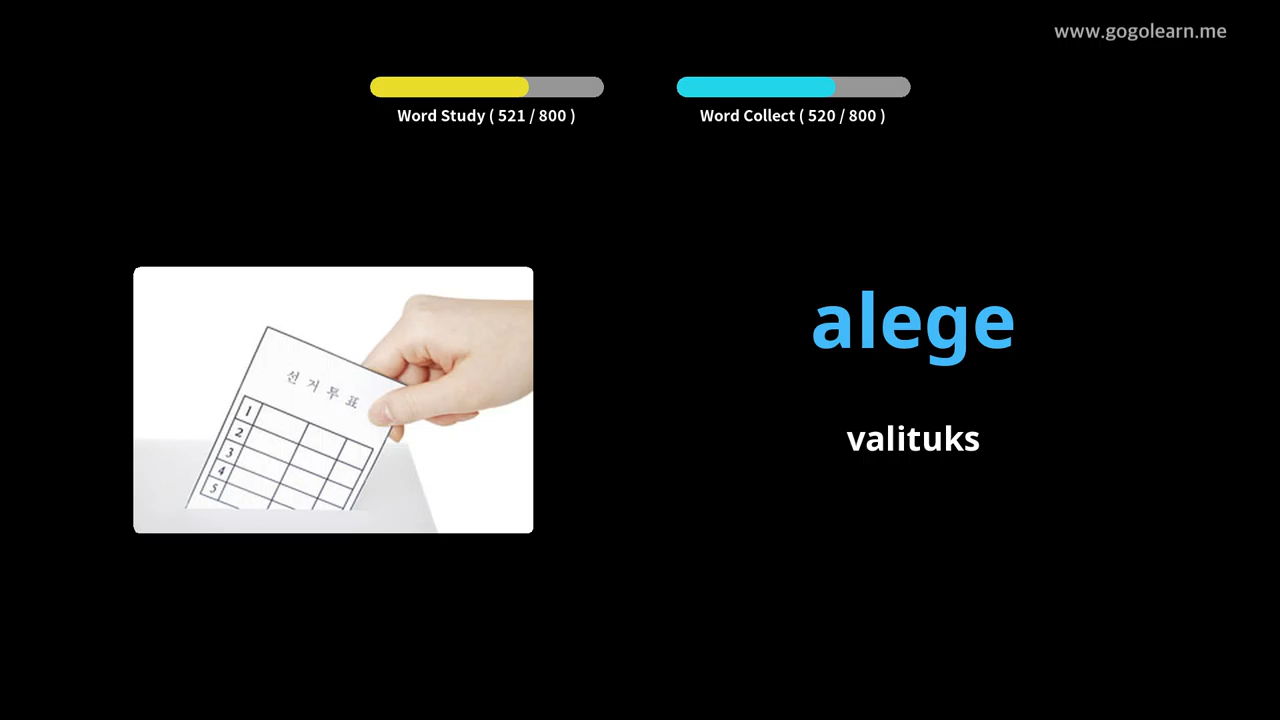 www.gogolearn.me
Word Study ( 521 / 800 )
Word Collect ( 520 / 800 )
선거투표
1
2
3
4
5
alege
valituks